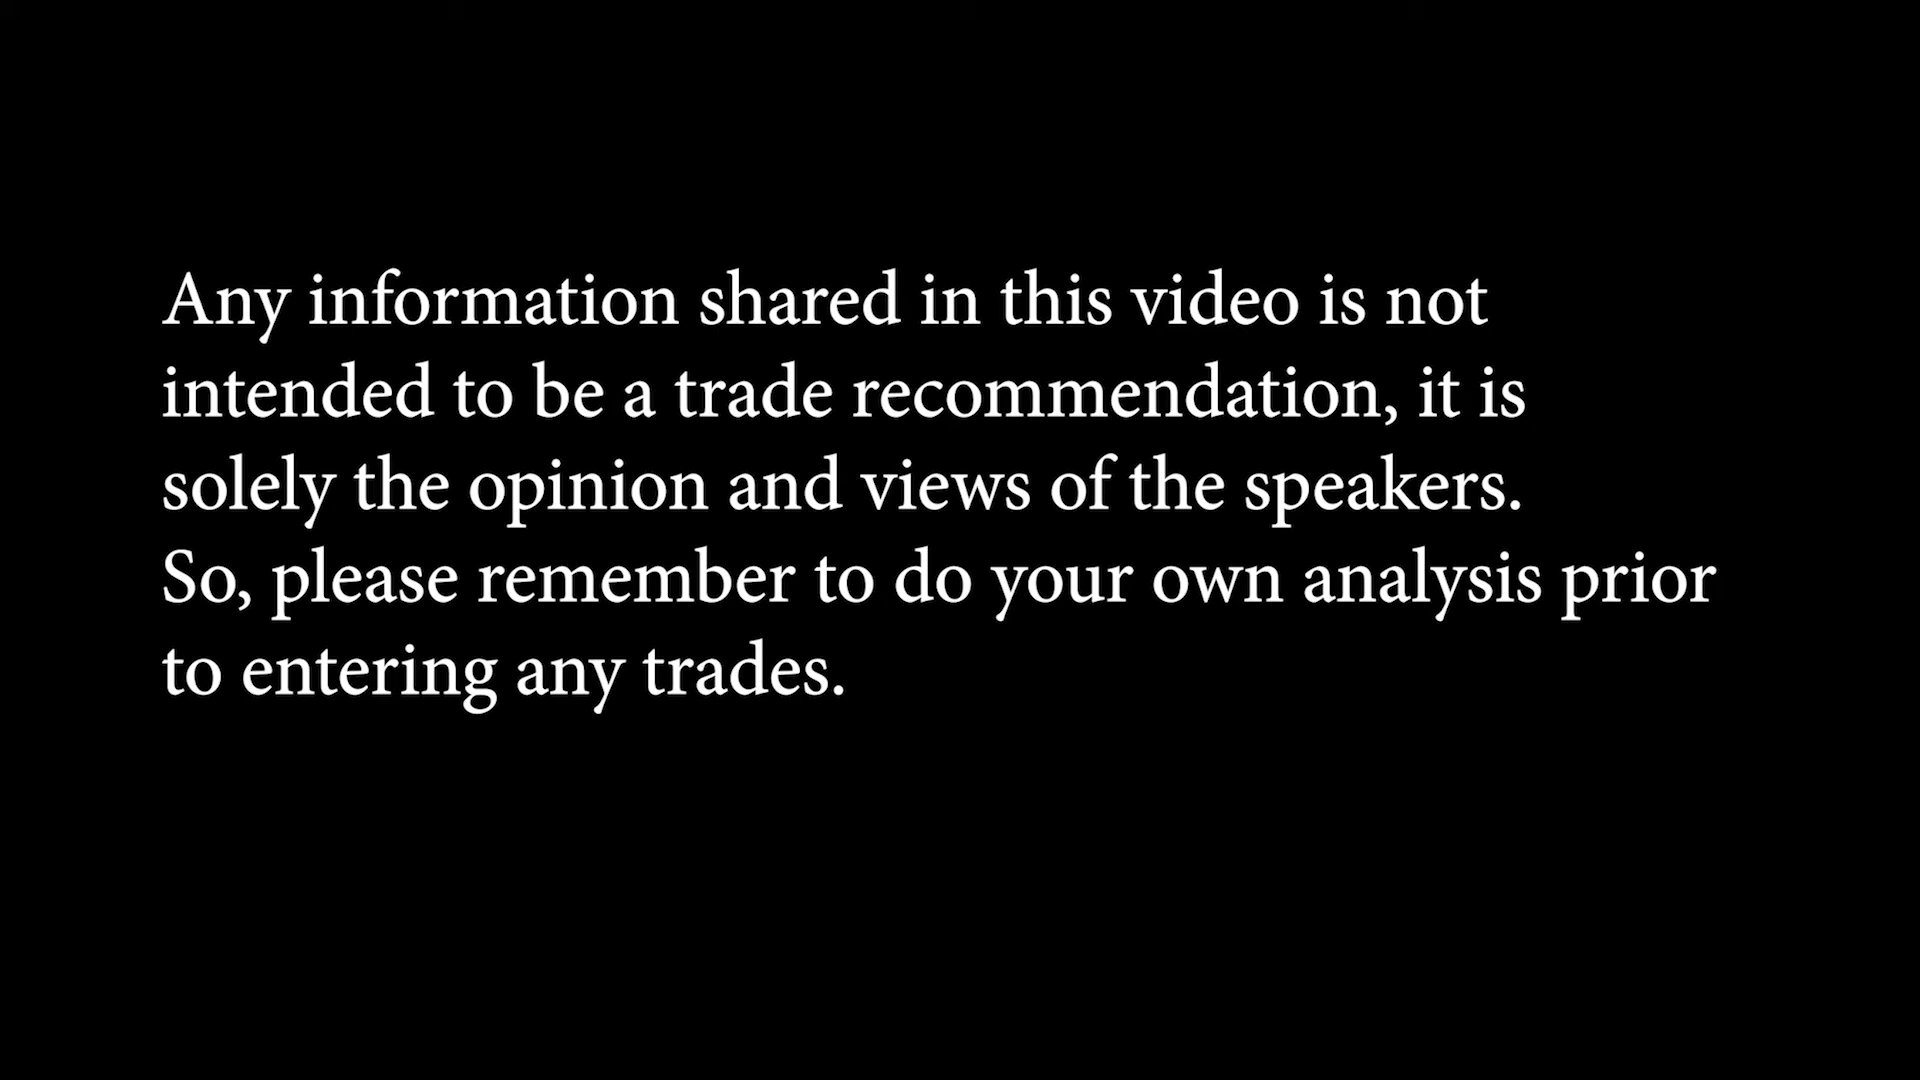 Any information shared in this video is not
intended to be a trade recommendation, it is
solely the opinion and views of the speakers.
So, please remember to do your own analysis prior
to entering any trades.